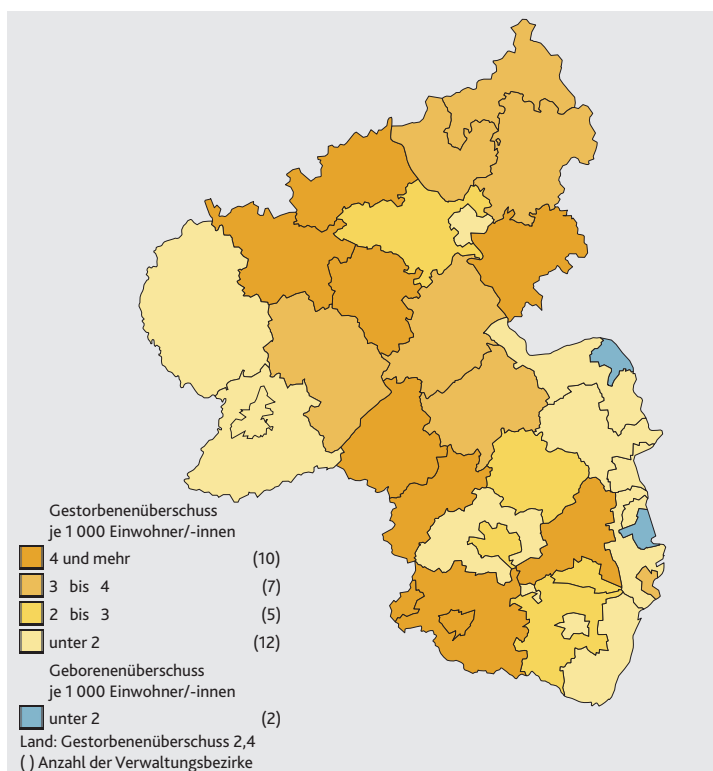 Gestorbenenüberschuss
je 1 000 Einwohner/-innen
4 und mehr (10)
3 bis 4 (7)
2 bis 3 (5)
unter 2 (12)
Geborenenüberschuss
je 1 000 Einwohner/-innen
unter 2 (2)
Land: Gestorbenenüberschuss 2,4
( ) Anzahl der Verwaltungsbezirke